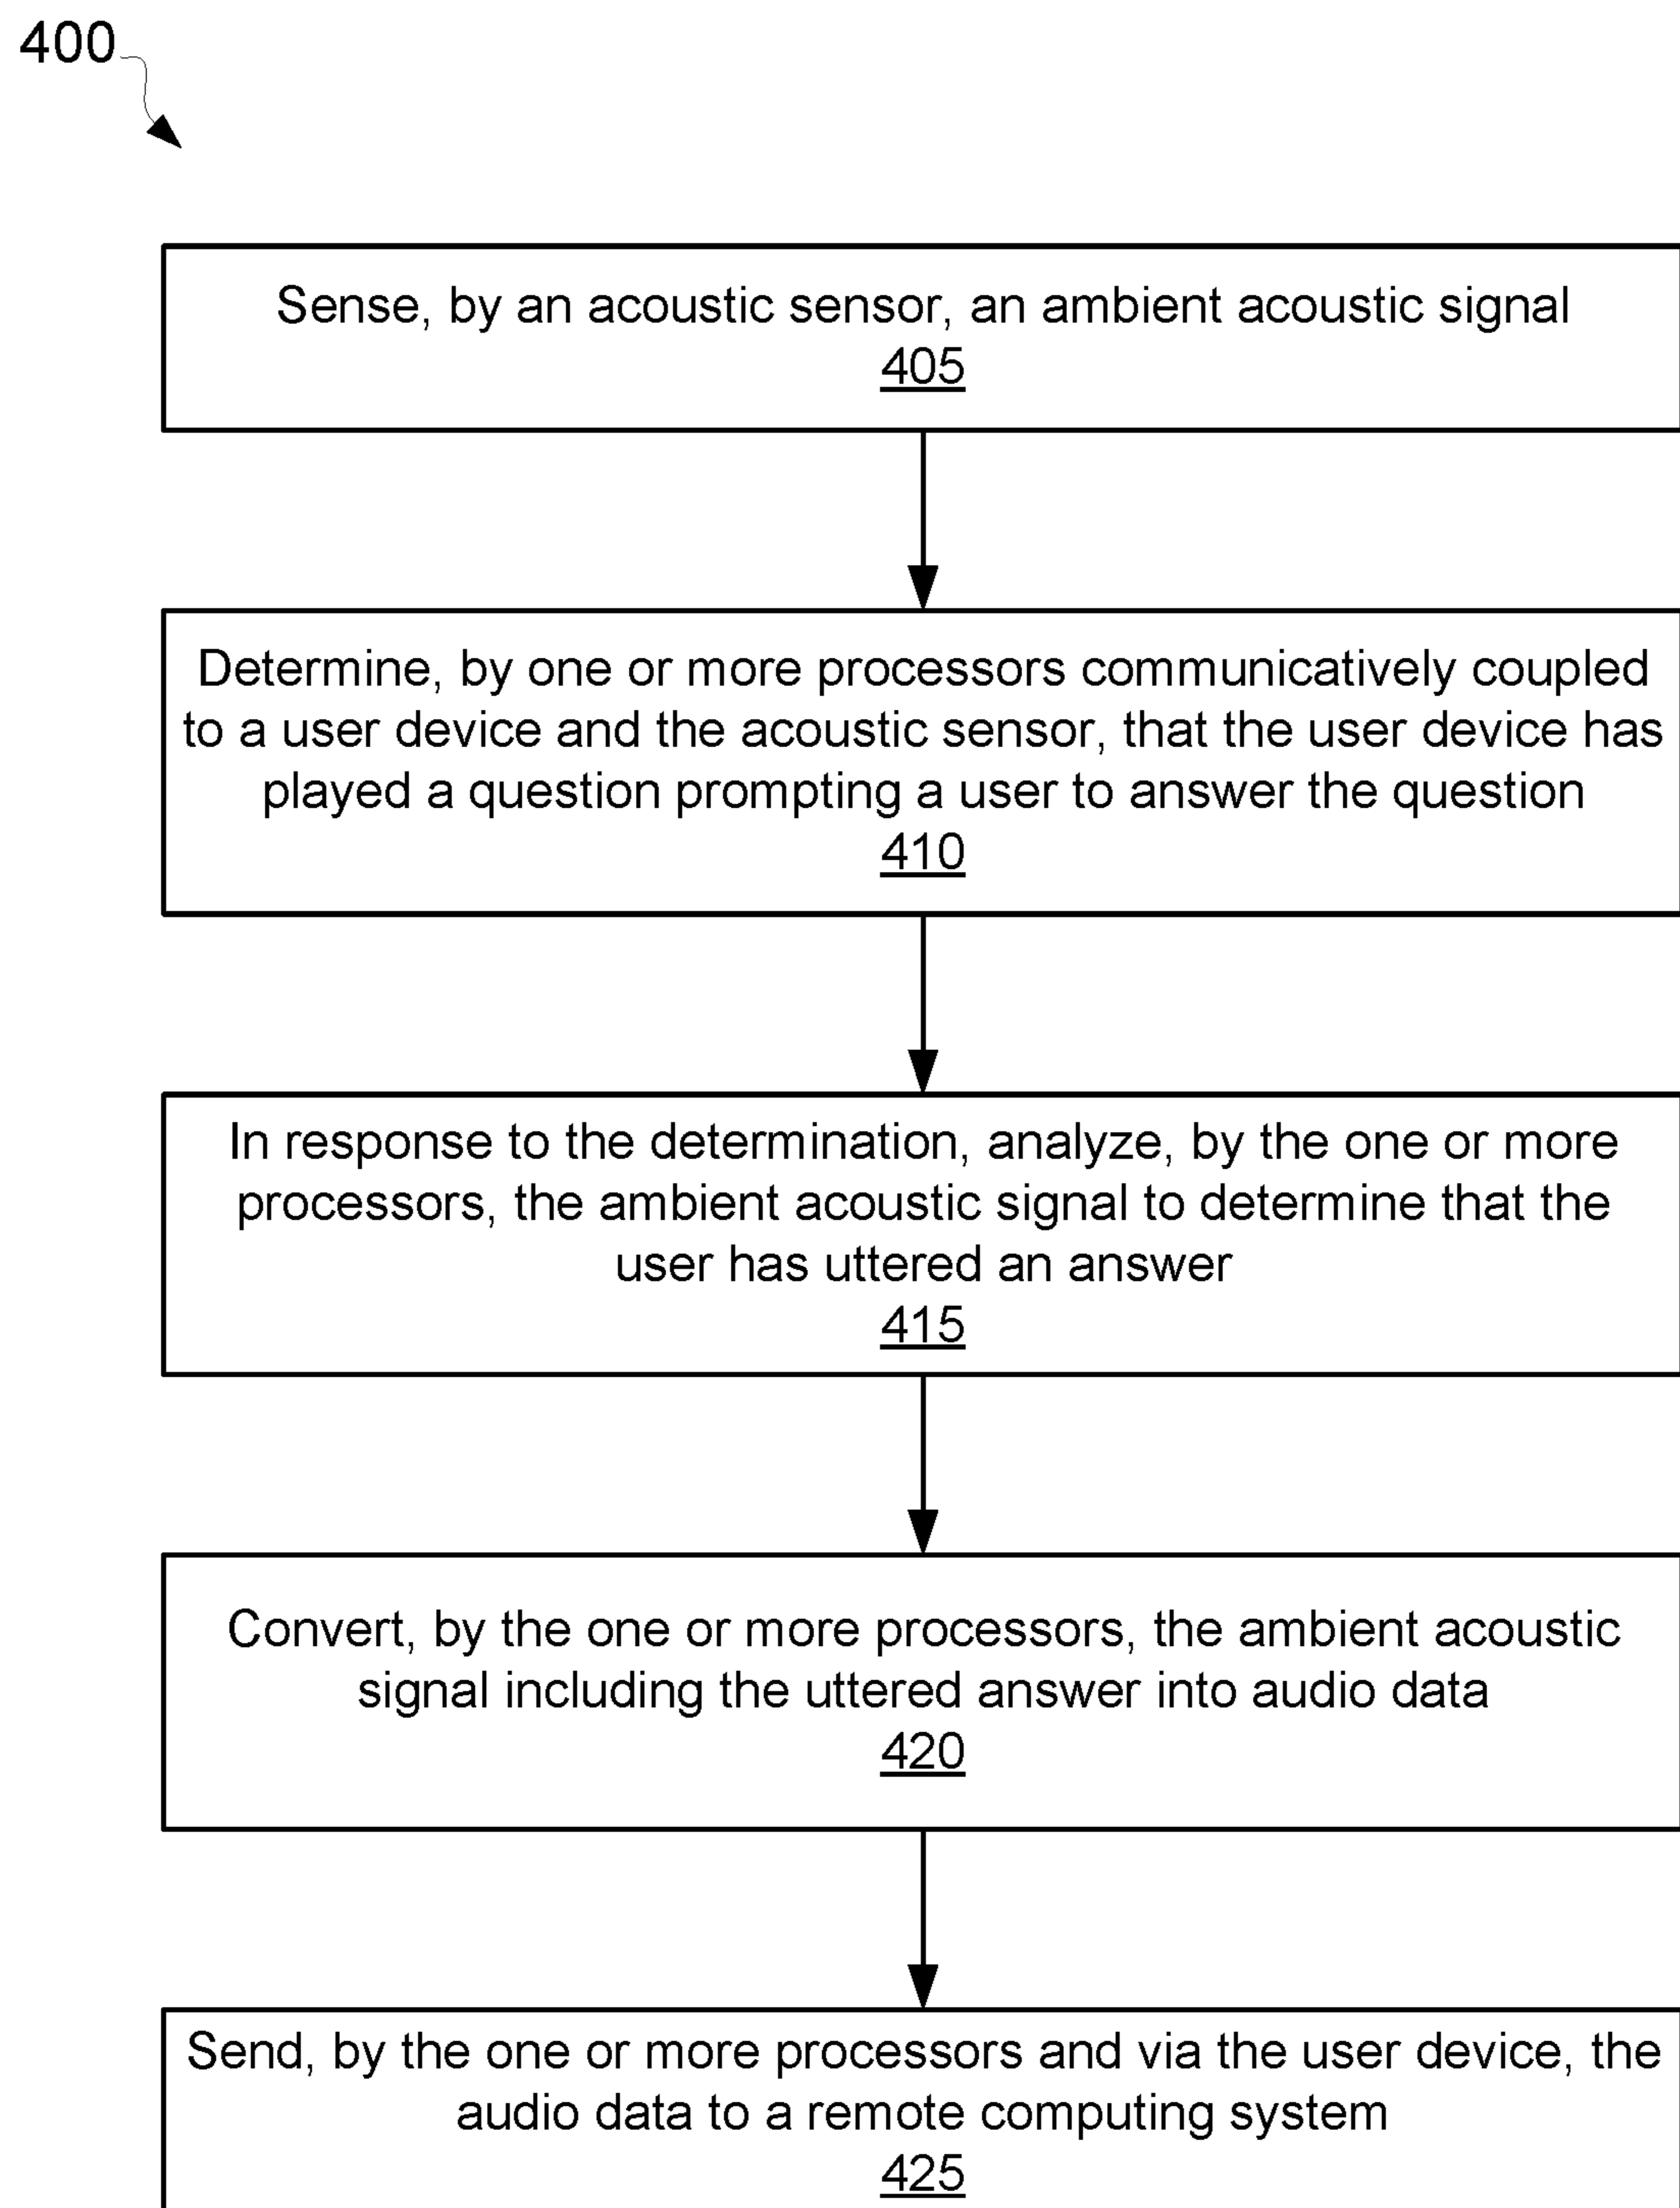 400
Sense, by an acoustic sensor, an ambient acoustic signal
405
Determine, by one or more processors communicatively coupled
to a user device and the acoustic sensor, that the user device has
played a question prompting a user to answer the question
410
In response to the determination, analyze, by the one or more
processors, the ambient acoustic signal to determine that the
user has uttered an answer
415
Convert, by the one or more processors, the ambient acoustic
signal including the uttered answer into audio data
420
Send, by the one or more processors and via the user device, the
audio data to a remote computing system
425